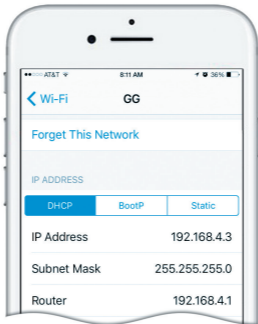 AT&T 8:11 AM 36%
Wi-Fi GG
Forget This Network
IP ADDRESS
DHCP BootP Static
IP Address 192.168.4.3
Subnet Mask 255.255.255.0
Router 192.168.4.1